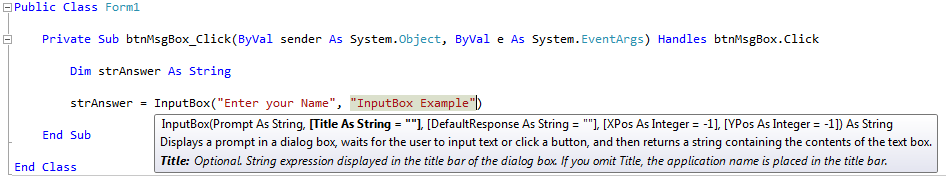 Public Class Form1
Private Sub btnMsgBox_Click(ByVal sender As System.Object, ByVal e As System.EventArgs) Handles btnMsgBox.Click
Dim strAnswer As String
strAnswer = InputBox("Enter your Name", "InputBox Example")
InputBox(Prompt As String, [Title As String = ""], [DefaultResponse As String = ""], [XPos As Integer = -1], [YPos As Integer = -1]) As String
Displays a prompt in a dialog box, waits for the user to input text or click a button, and then returns a string containing the contents of the text box.
Title: Optional. String expression displayed in the title bar of the dialog box. If you omit Title, the application name is placed in the title bar.
End Sub
End Class